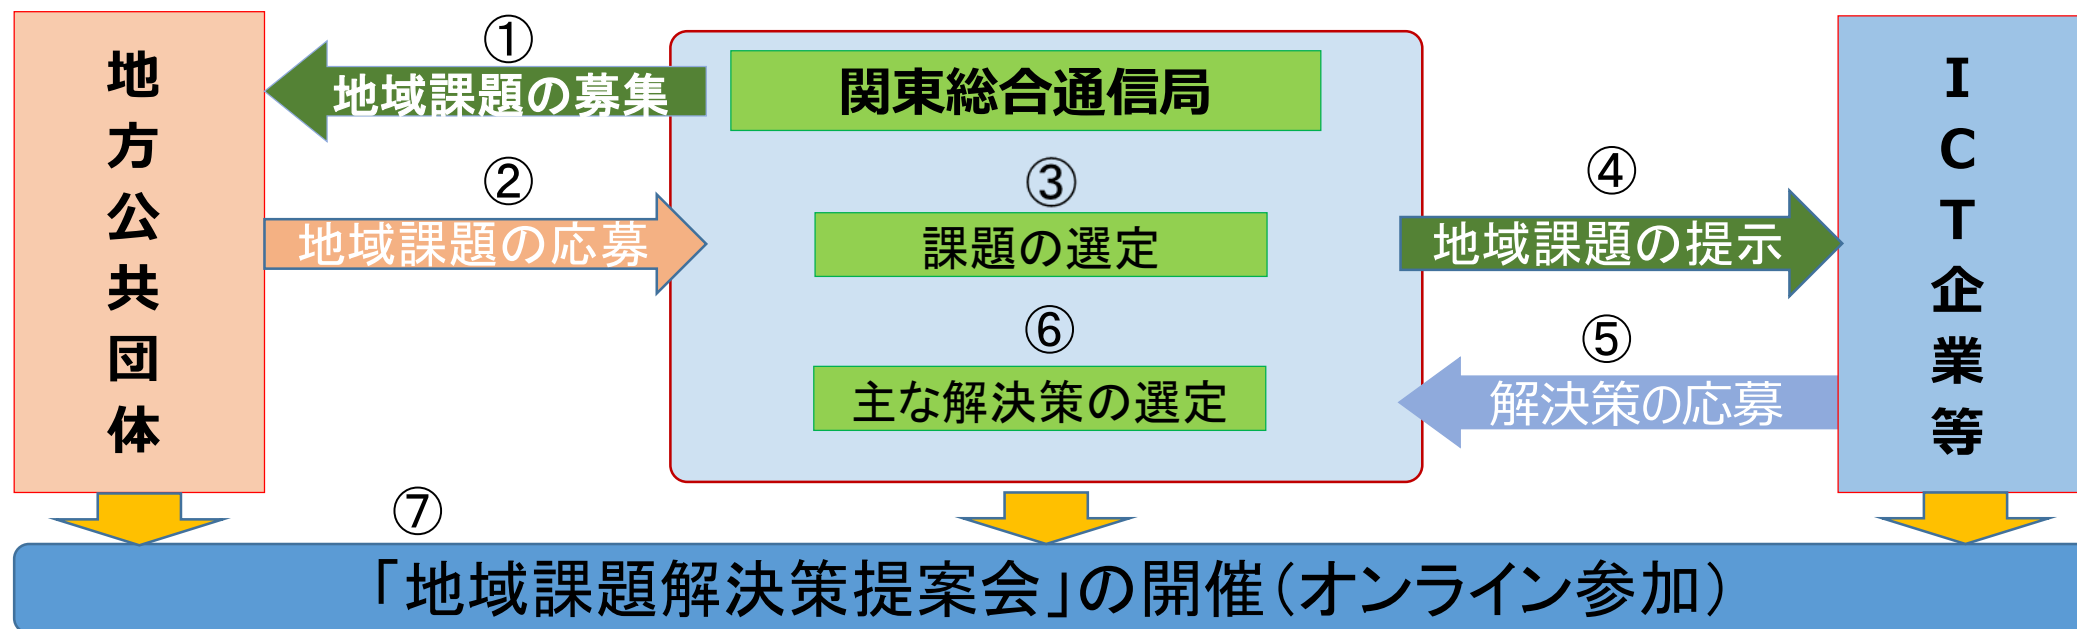 地方公共団体
①
地域課題の募集
②
地域課題の応募
関東総合通信局
③
課題の選定
④
地域課題の提示
⑤
解決策の応募
⑥
主な解決策の選定
ICT企業等
⑦
「地域課題解決策提案会」の開催(オンライン参加)